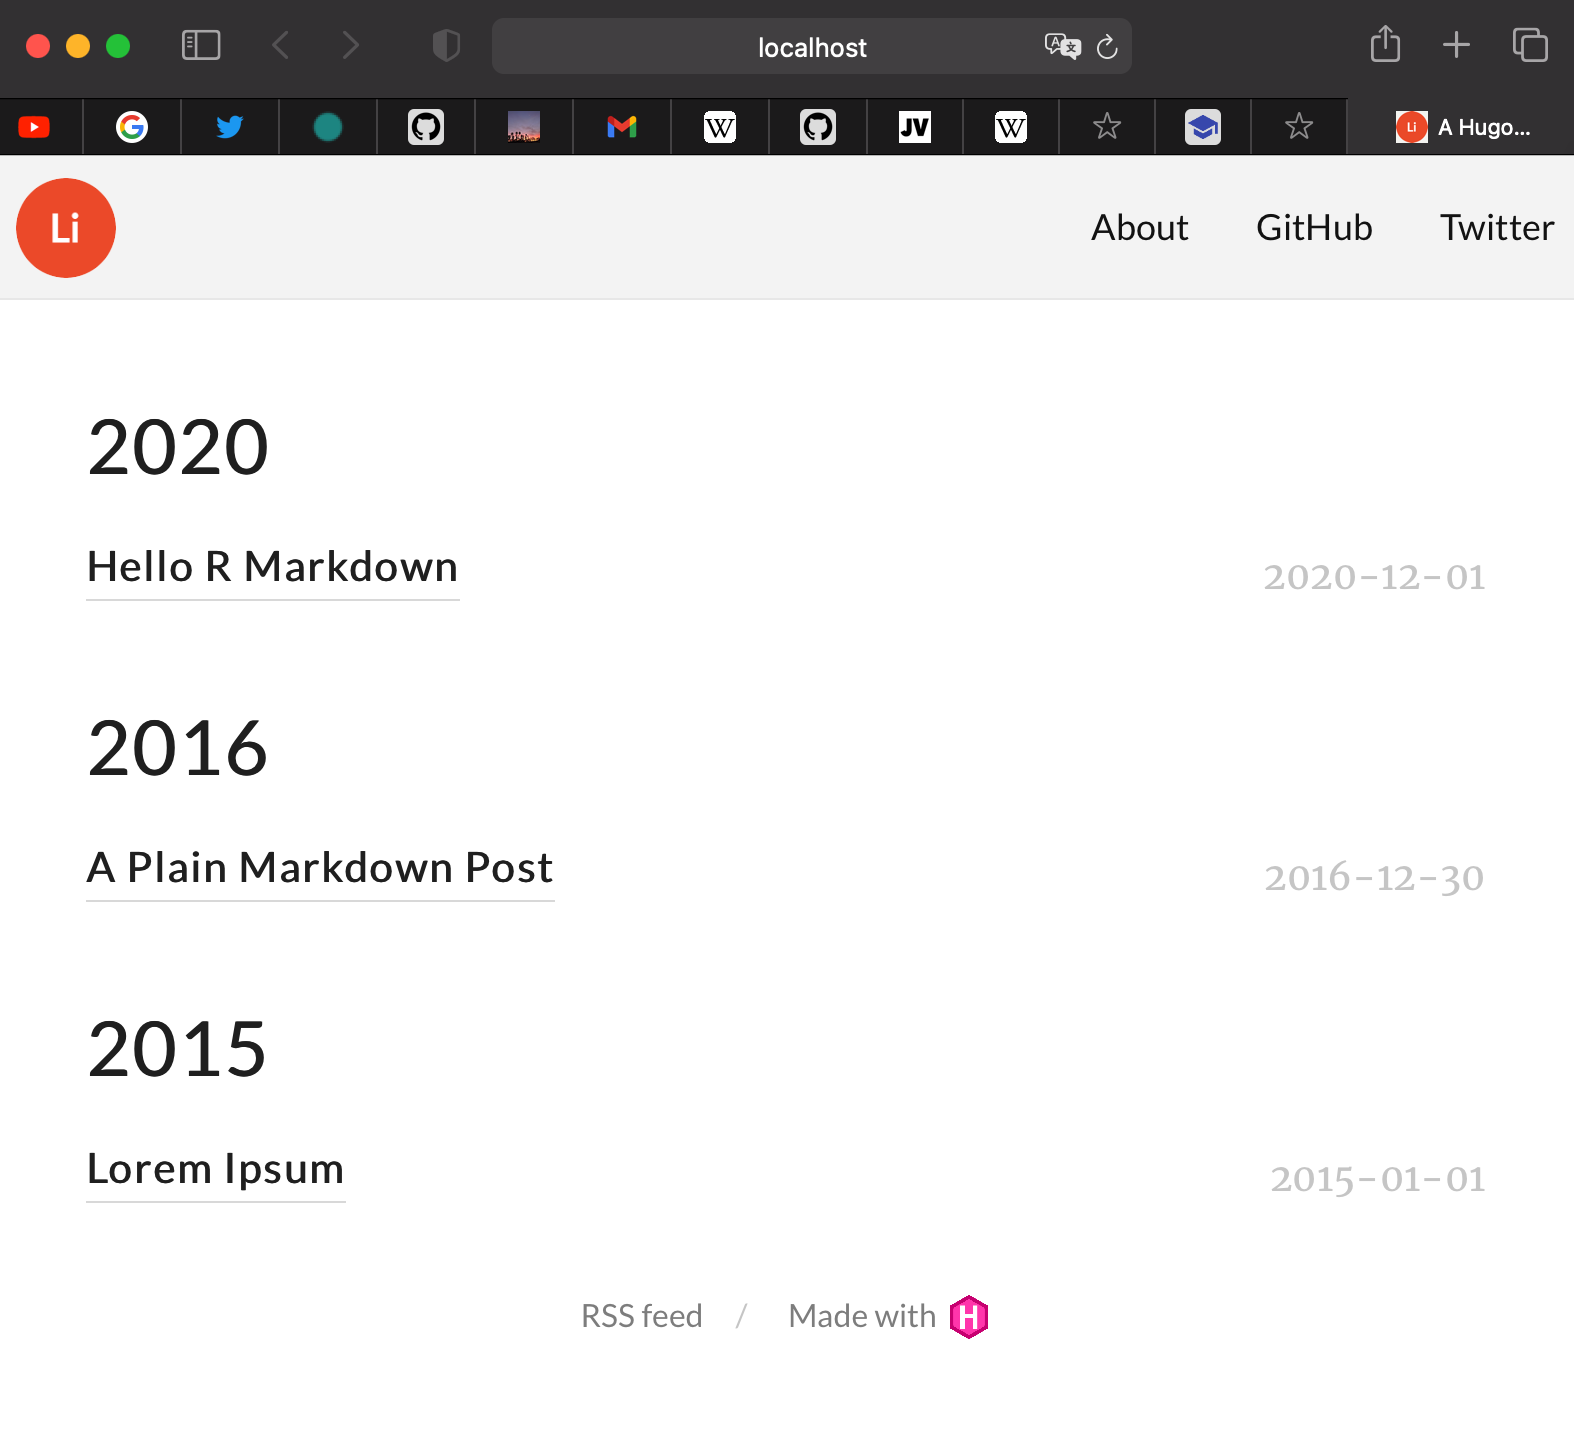 localhost
G W JV W Li A Hugo...
Li About GitHub Twitter
2020
Hello R Markdown 2020-12-01
2016
A Plain Markdown Post 2016-12-30
2015
Lorem Ipsum 2015-01-01
RSS feed / Made with H